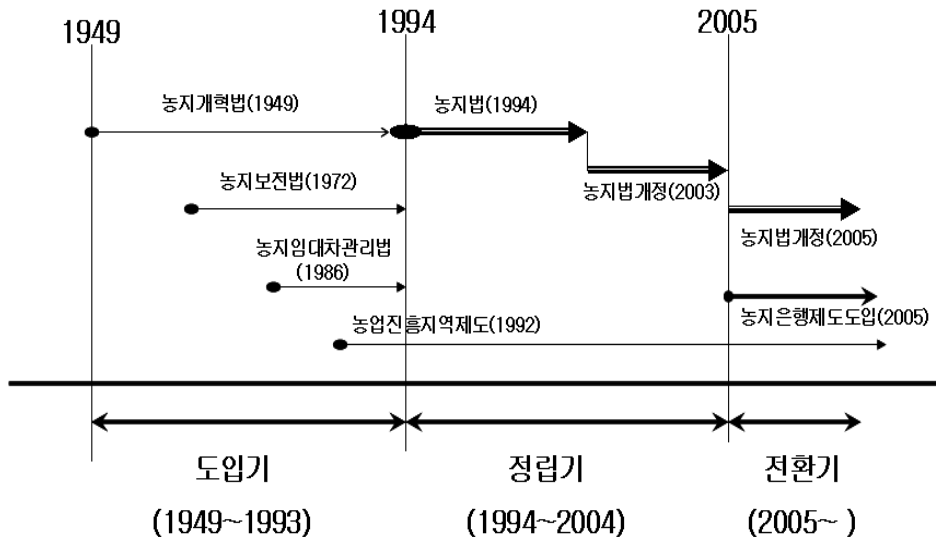 1949
1994
2005
농지개혁법(1949)
농지법(1994)
농지보전법(1972)
농지법개정(2003)
농지법개정(2005)
농지임대차관리법
(1986)
농업진흥지역제도(1992)
농지은행제도도입(2005)
도입기
정립기
전환기
(1949~1993)
(1994~2004)
(2005~ )